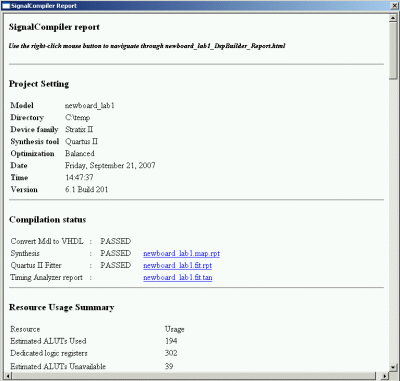 SignalCompiler Report
SignalCompiler report
Use the right-click mouse button to naviguate through newboard_lab1_DspBuilder_Report.html
Project Setting
Model newboard_lab1
Directory C:\temp
Device family Stratix II
Synthesis tool Quartus II
Optimization Balanced
Date Friday, September 21, 2007
Time 14:47:37
Version 6.1 Build 201
Compilation status
Convert Mdl to VHDL : PASSED
Synthesis : PASSED newboard_lab1.map.rpt
Quartus II Fitter : PASSED newboard_lab1.fit.rpt
Timing Analyzer report : newboard_lab1.fit.tan
Resource Usage Summary
Resource Usage
Estimated ALUTs Used 194
Dedicated logic registers 302
Estimated ALUTs Unavailable 39